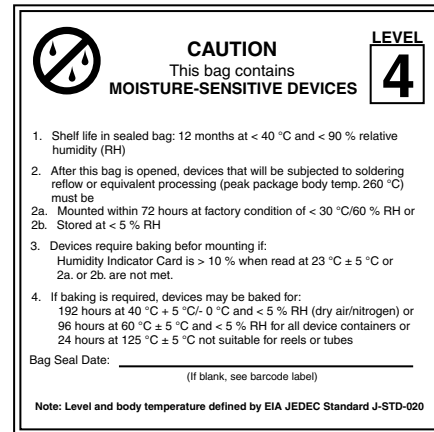 CAUTION
This bag contains
MOISTURE-SENSITIVE DEVICES
LEVEL
4
1. Shelf life in sealed bag: 12 months at < 40 °C and < 90 % relative
humidity (RH)
2. After this bag is opened, devices that will be subjected to soldering
reflow or equivalent processing (peak package body temp. 260 °C)
must be
2a. Mounted within 72 hours at factory condition of < 30 °C/60 % RH or
2b. Stored at < 5 % RH
3. Devices require baking befor mounting if:
Humidity Indicator Card is > 10 % when read at 23 °C ± 5 °C or
2a. or 2b. are not met.
4. If baking is required, devices may be baked for:
192 hours at 40 °C + 5 °C/- 0 °C and < 5 % RH (dry air/nitrogen) or
96 hours at 60 °C ± 5 °C and < 5 % RH for all device containers or
24 hours at 125 °C ± 5 °C not suitable for reels or tubes
Bag Seal Date:
(If blank, see barcode label)
Note: Level and body temperature defined by EIA JEDEC Standard J-STD-020